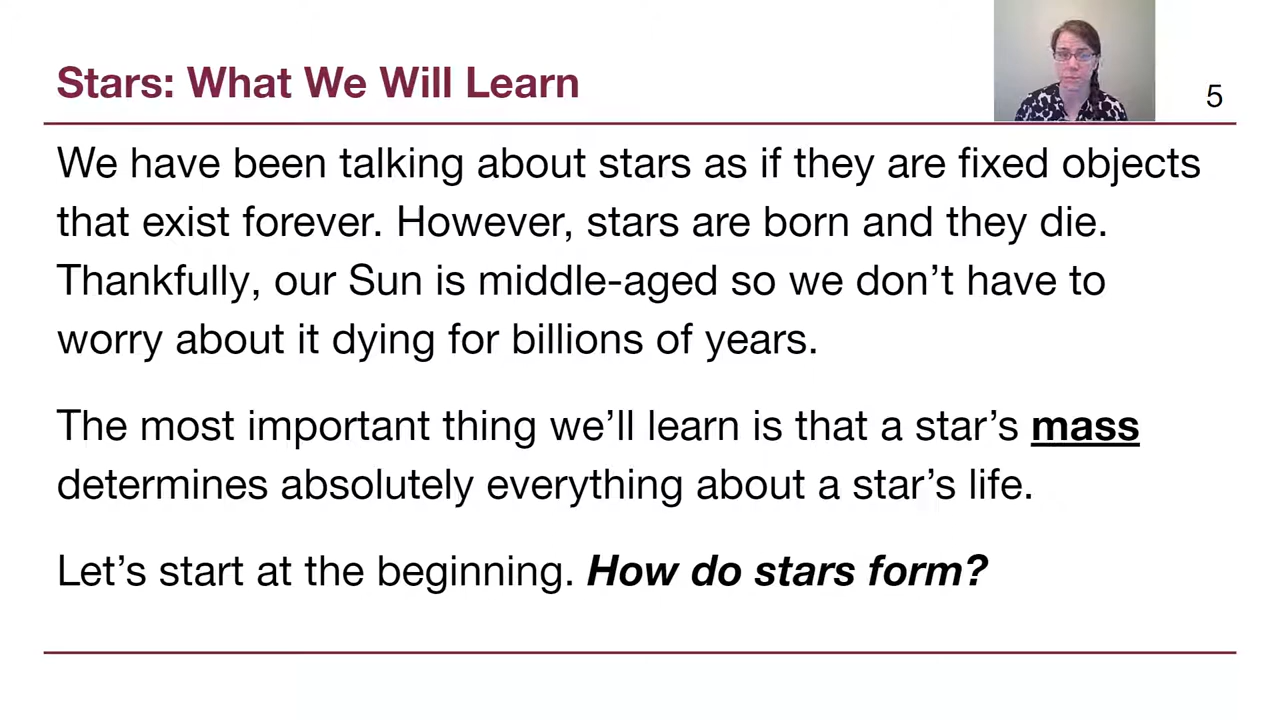 Stars: What We Will Learn
5
We have been talking about stars as if they are fixed objects
that exist forever. However, stars are born and they die.
Thankfully, our Sun is middle-aged so we don’t have to
worry about it dying for billions of years.
The most important thing we’ll learn is that a star’s mass
determines absolutely everything about a star’s life.
Let’s start at the beginning. How do stars form?